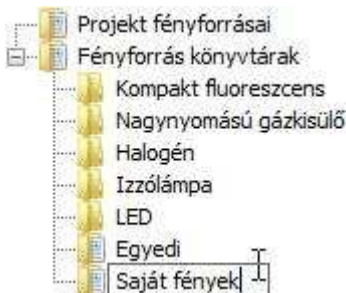 Projekt fényforrásai
Fényforrás könyvtárak
Kompakt fluoreszcens
Nagynyomású gázkisülő
Halogén
Izzólámpa
LED
Egyedi
Saját fények